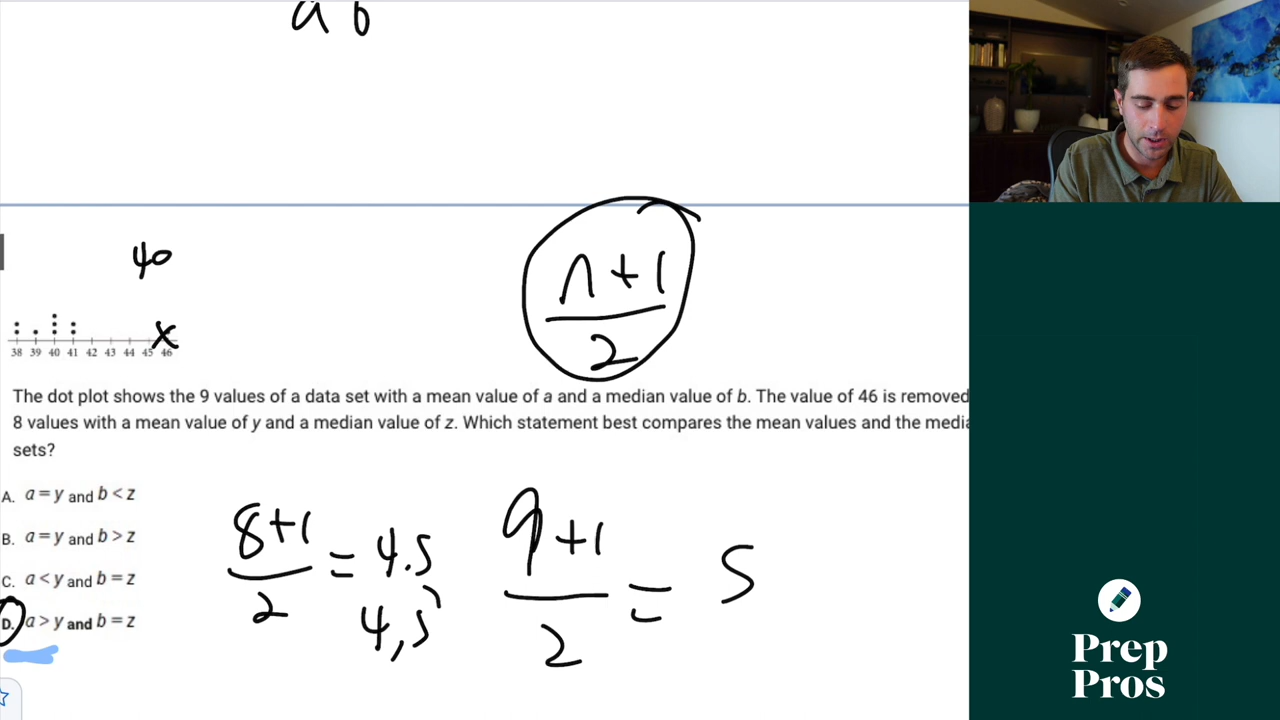 a b
n+1
2
40
x
38 39 40 41 42 43 44 45 46
The dot plot shows the 9 values of a data set with a mean value of a and a median value of b. The value of 46 is removed
8 values with a mean value of y and a median value of z. Which statement best compares the mean values and the media
sets?
A. a = y and b < z
B. a = y and b > z
C. a < y and b = z
D. a > y and b = z
8+1
2
= 4.5
4,5
9+1
2
= 5
Prep
Pros